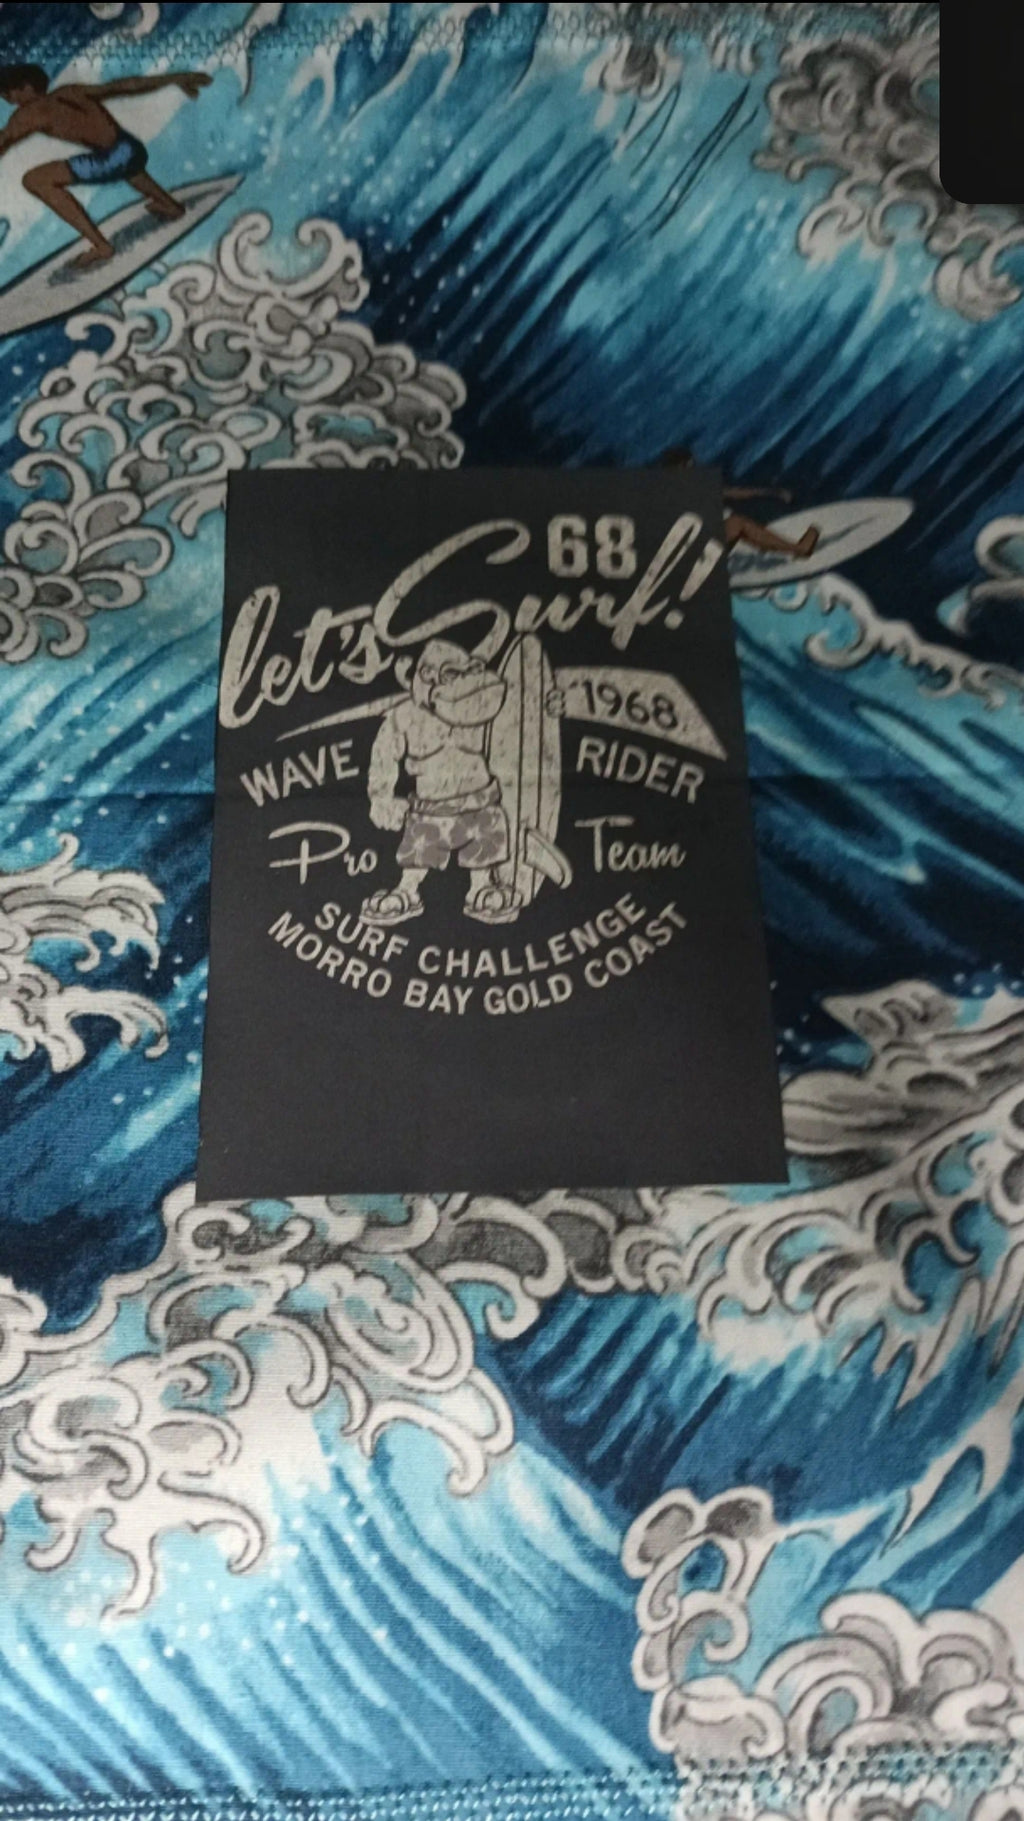 68
let's Surf!
1968
WAVE RIDER
Pro Team
SURF CHALLENGE
MORRO BAY GOLD COAST